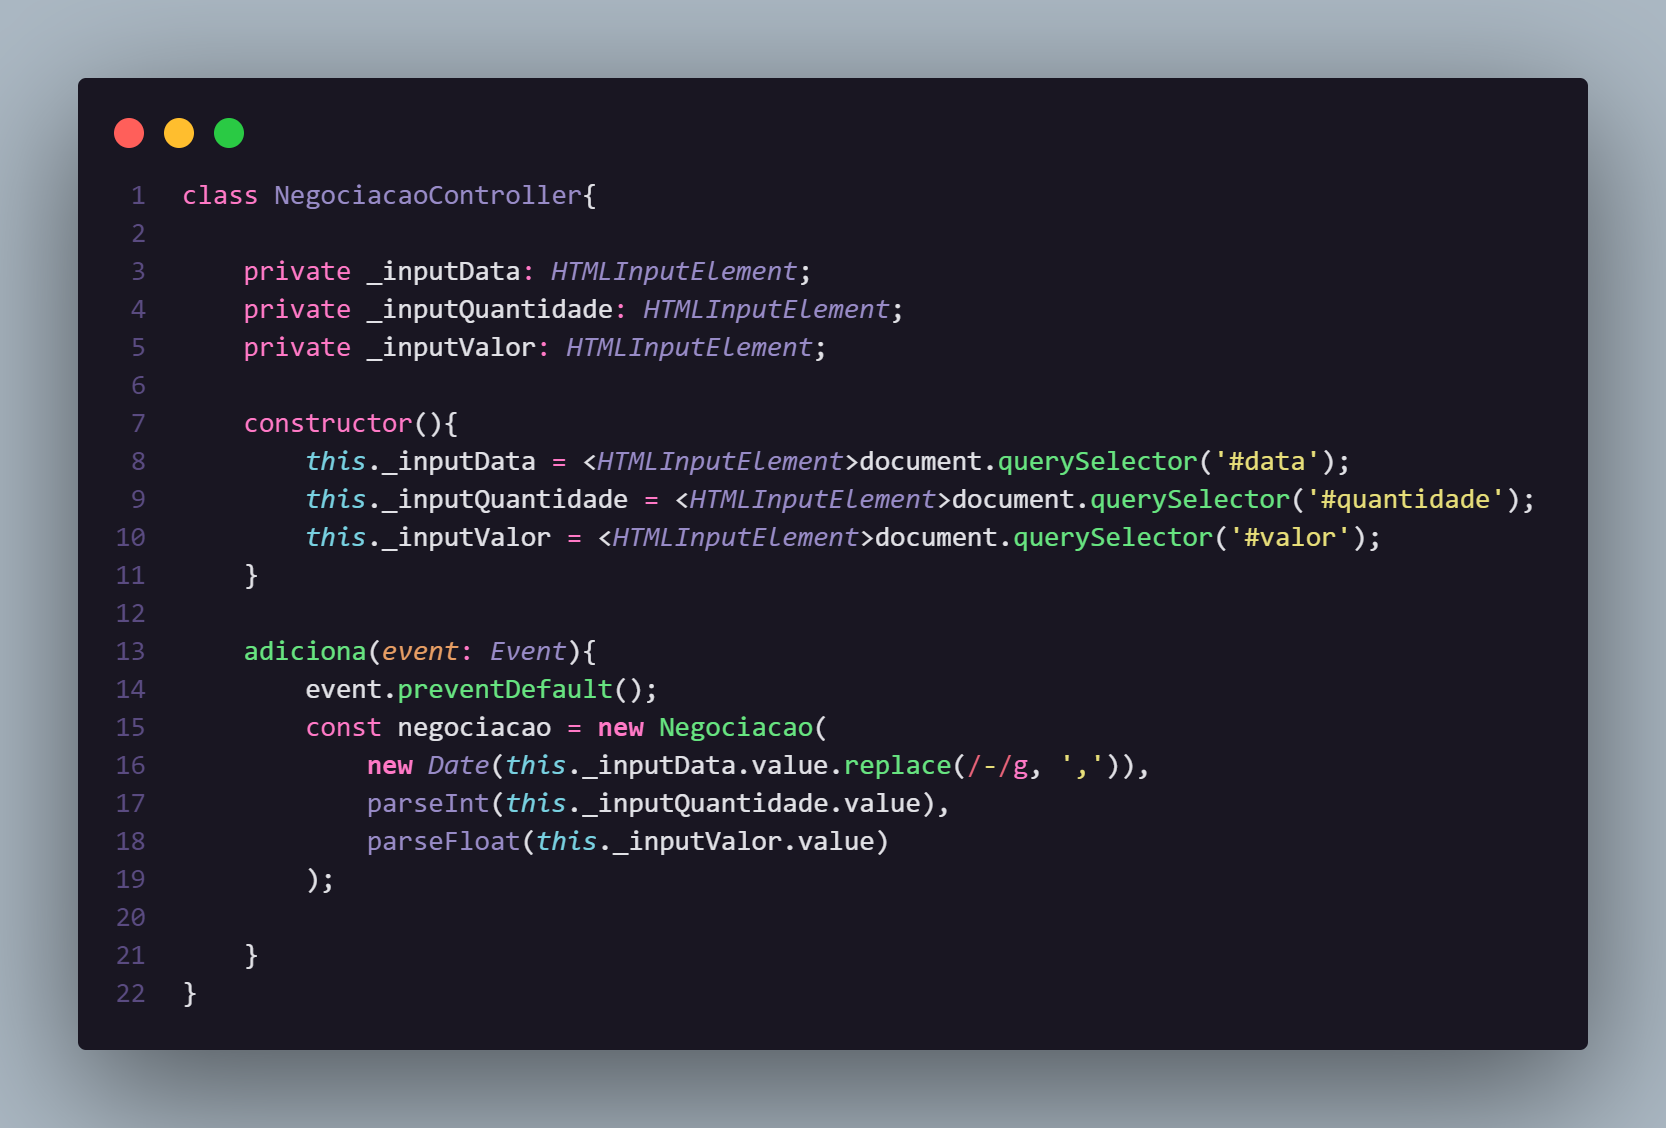 1 class NegociacaoController{
2
3     private _inputData: HTMLInputElement;
4     private _inputQuantidade: HTMLInputElement;
5     private _inputValor: HTMLInputElement;
6
7     constructor(){
8         this._inputData = <HTMLInputElement>document.querySelector('#data');
9         this._inputQuantidade = <HTMLInputElement>document.querySelector('#quantidade');
10         this._inputValor = <HTMLInputElement>document.querySelector('#valor');
11     }
12
13     adiciona(event: Event){
14         event.preventDefault();
15         const negociacao = new Negociacao(
16             new Date(this._inputData.value.replace(/-/g, ',')),
17             parseInt(this._inputQuantidade.value),
18             parseFloat(this._inputValor.value)
19         );
20
21     }
22 }